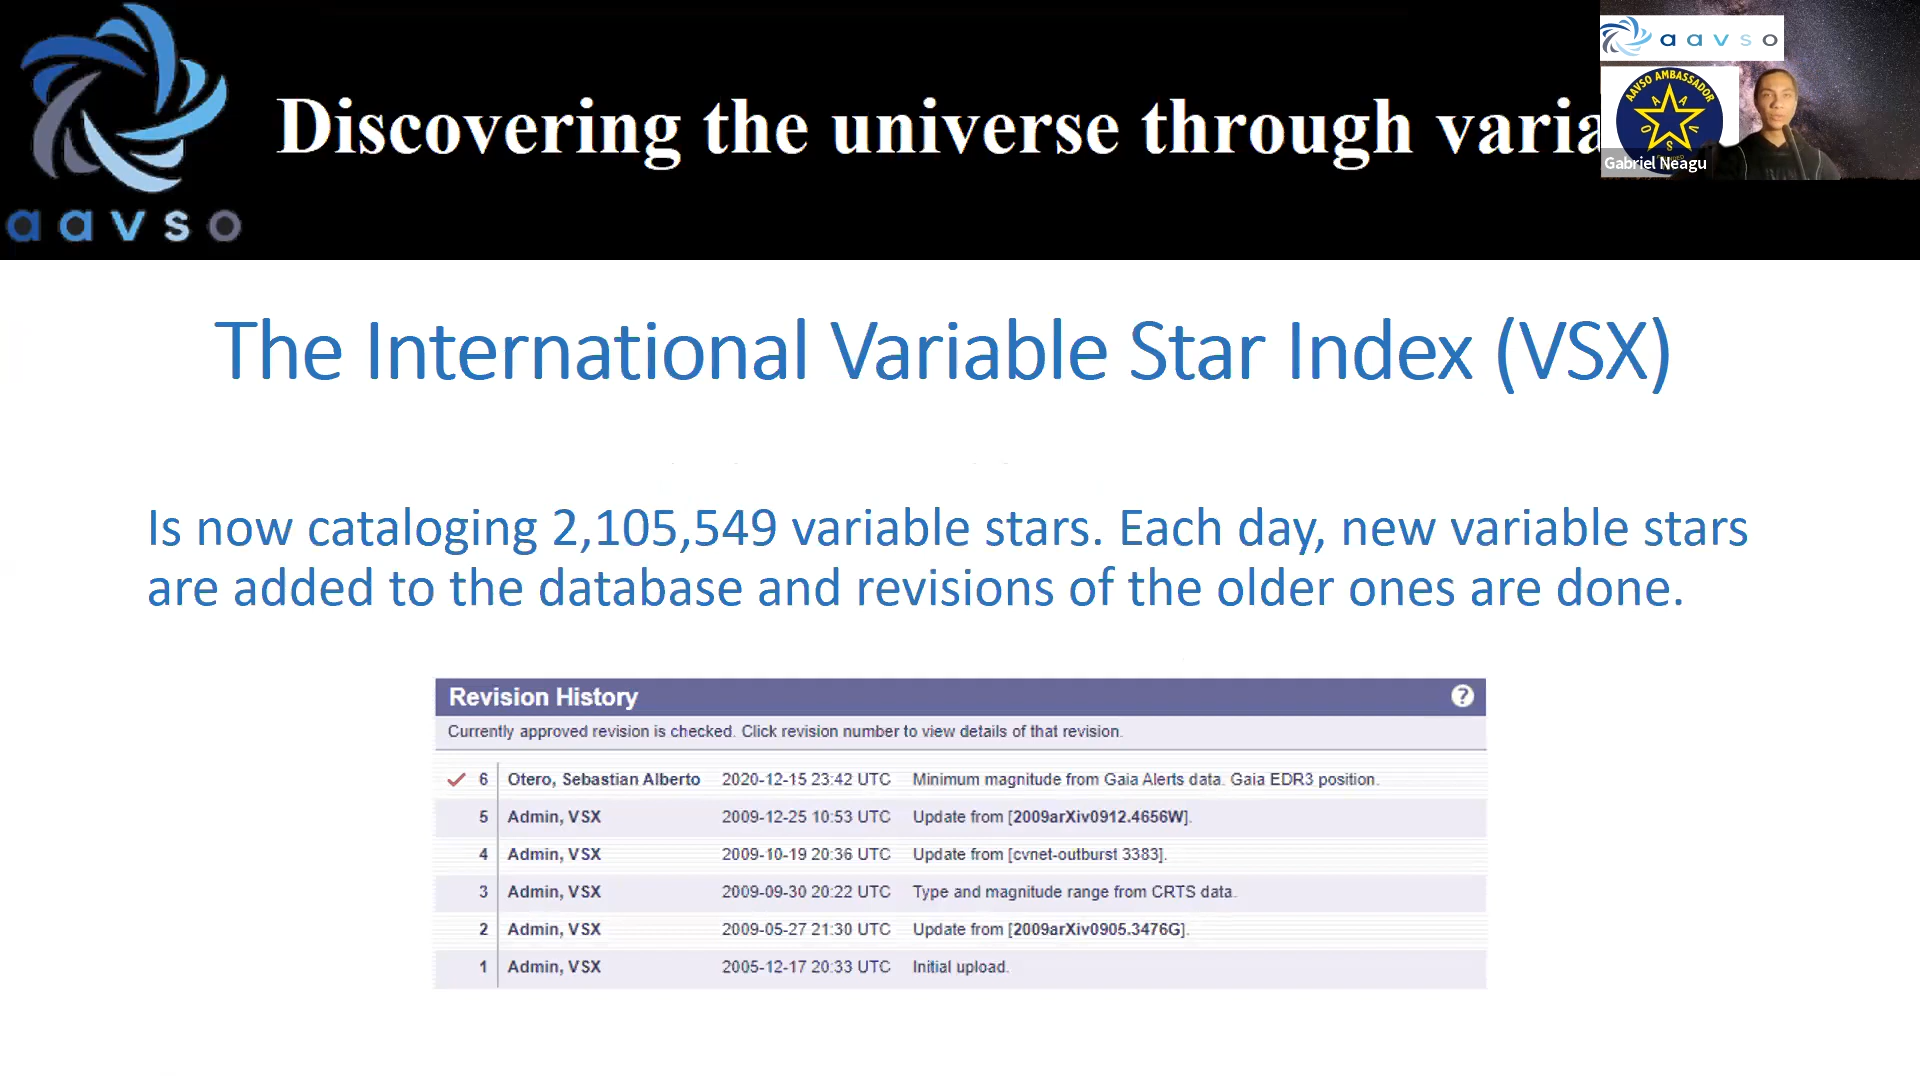 aavso
Discovering the universe through varia
aavso
AAVSO AMBASSADOR
A A V S O
Gabriel Neagu
The International Variable Star Index (VSX)
Is now cataloging 2,105,549 variable stars. Each day, new variable stars
are added to the database and revisions of the older ones are done.
Revision History ?
Currently approved revision is checked. Click revision number to view details of that revision.
6 Otero, Sebastian Alberto 2020-12-15 23:42 UTC Minimum magnitude from Gaia Alerts data. Gaia EDR3 position.
5 Admin, VSX 2009-12-25 10:53 UTC Update from [2009arXiv0912.4656W].
4 Admin, VSX 2009-10-19 20:36 UTC Update from [cvnet-outburst 3383].
3 Admin, VSX 2009-09-30 20:22 UTC Type and magnitude range from CRTS data.
2 Admin, VSX 2009-05-27 21:30 UTC Update from [2009arXiv0905.3476G].
1 Admin, VSX 2005-12-17 20:33 UTC Initial upload.